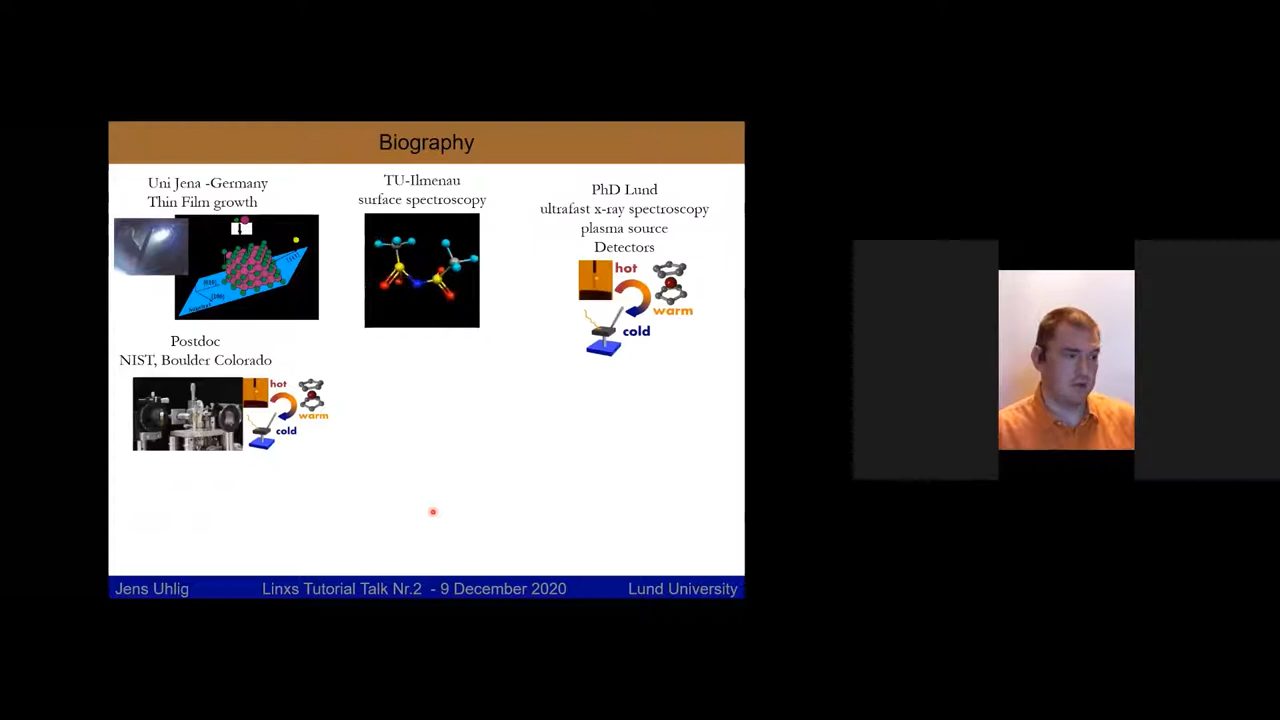 Biography
Uni Jena -Germany
Thin Film growth
TU-Ilmenau
surface spectroscopy
PhD Lund
ultrafast x-ray spectroscopy
plasma source
Detectors
hot
warm
cold
Postdoc
NIST, Boulder Colorado
hot
warm
cold
Jens Uhlig
Linxs Tutorial Talk Nr.2 - 9 December 2020
Lund University